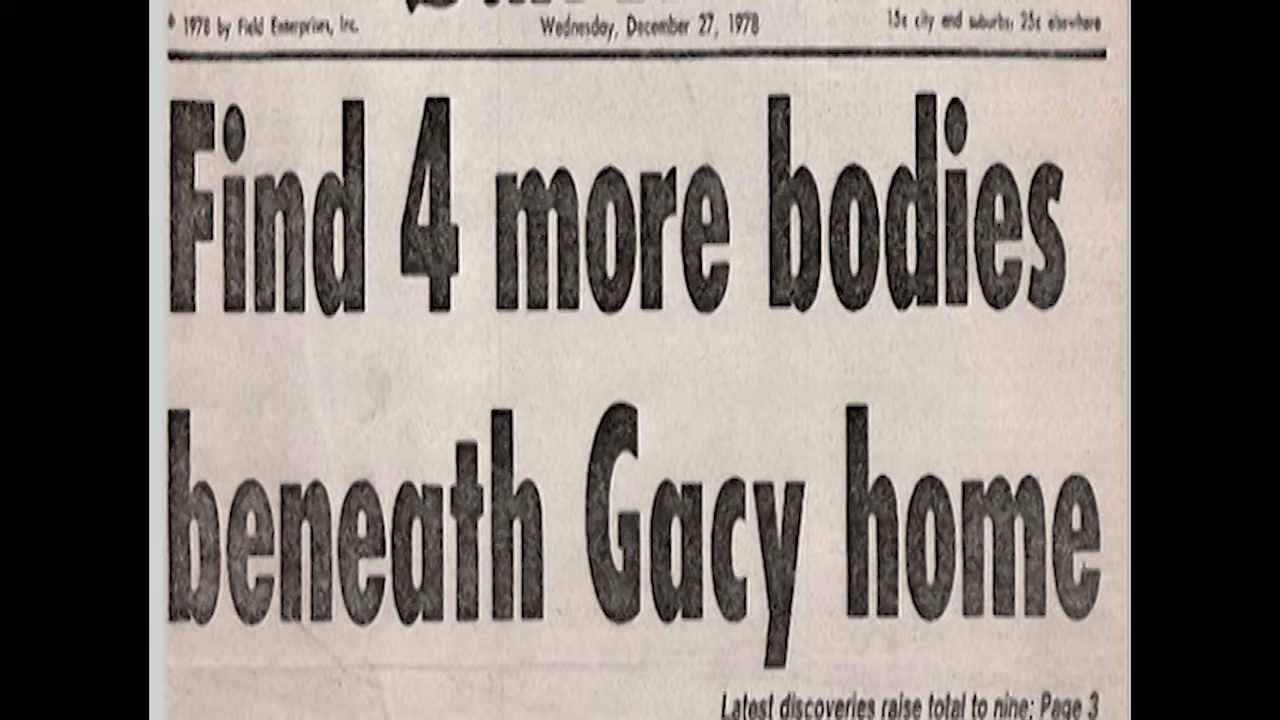 © 1978 by Field Enterprises, Inc.
Wednesday, December 27, 1978
15¢ city and suburbs; 25¢ elsewhere
Find 4 more bodies
beneath Gacy home
Latest discoveries raise total to nine; Page 3